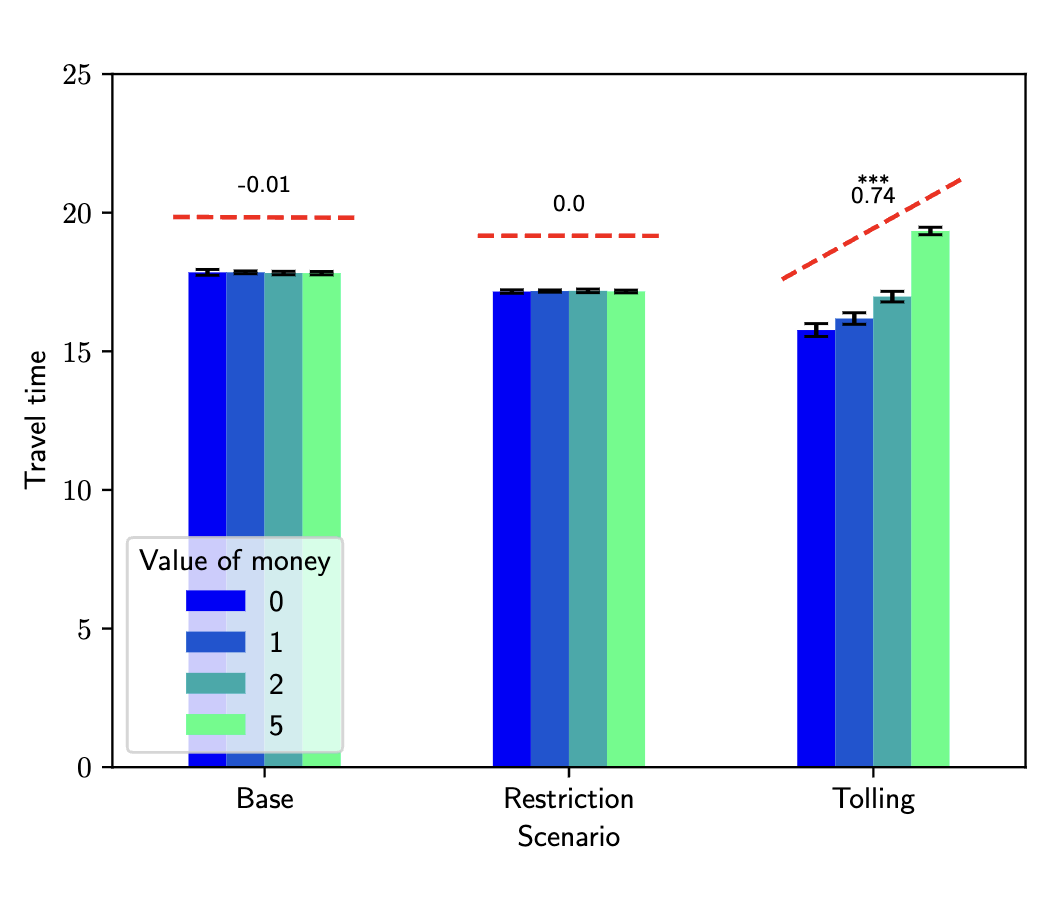 25
20
15
10
5
0
Travel time
-0.01
0.0
***
0.74
Value of money
0
1
2
5
Base
Restriction
Tolling
Scenario